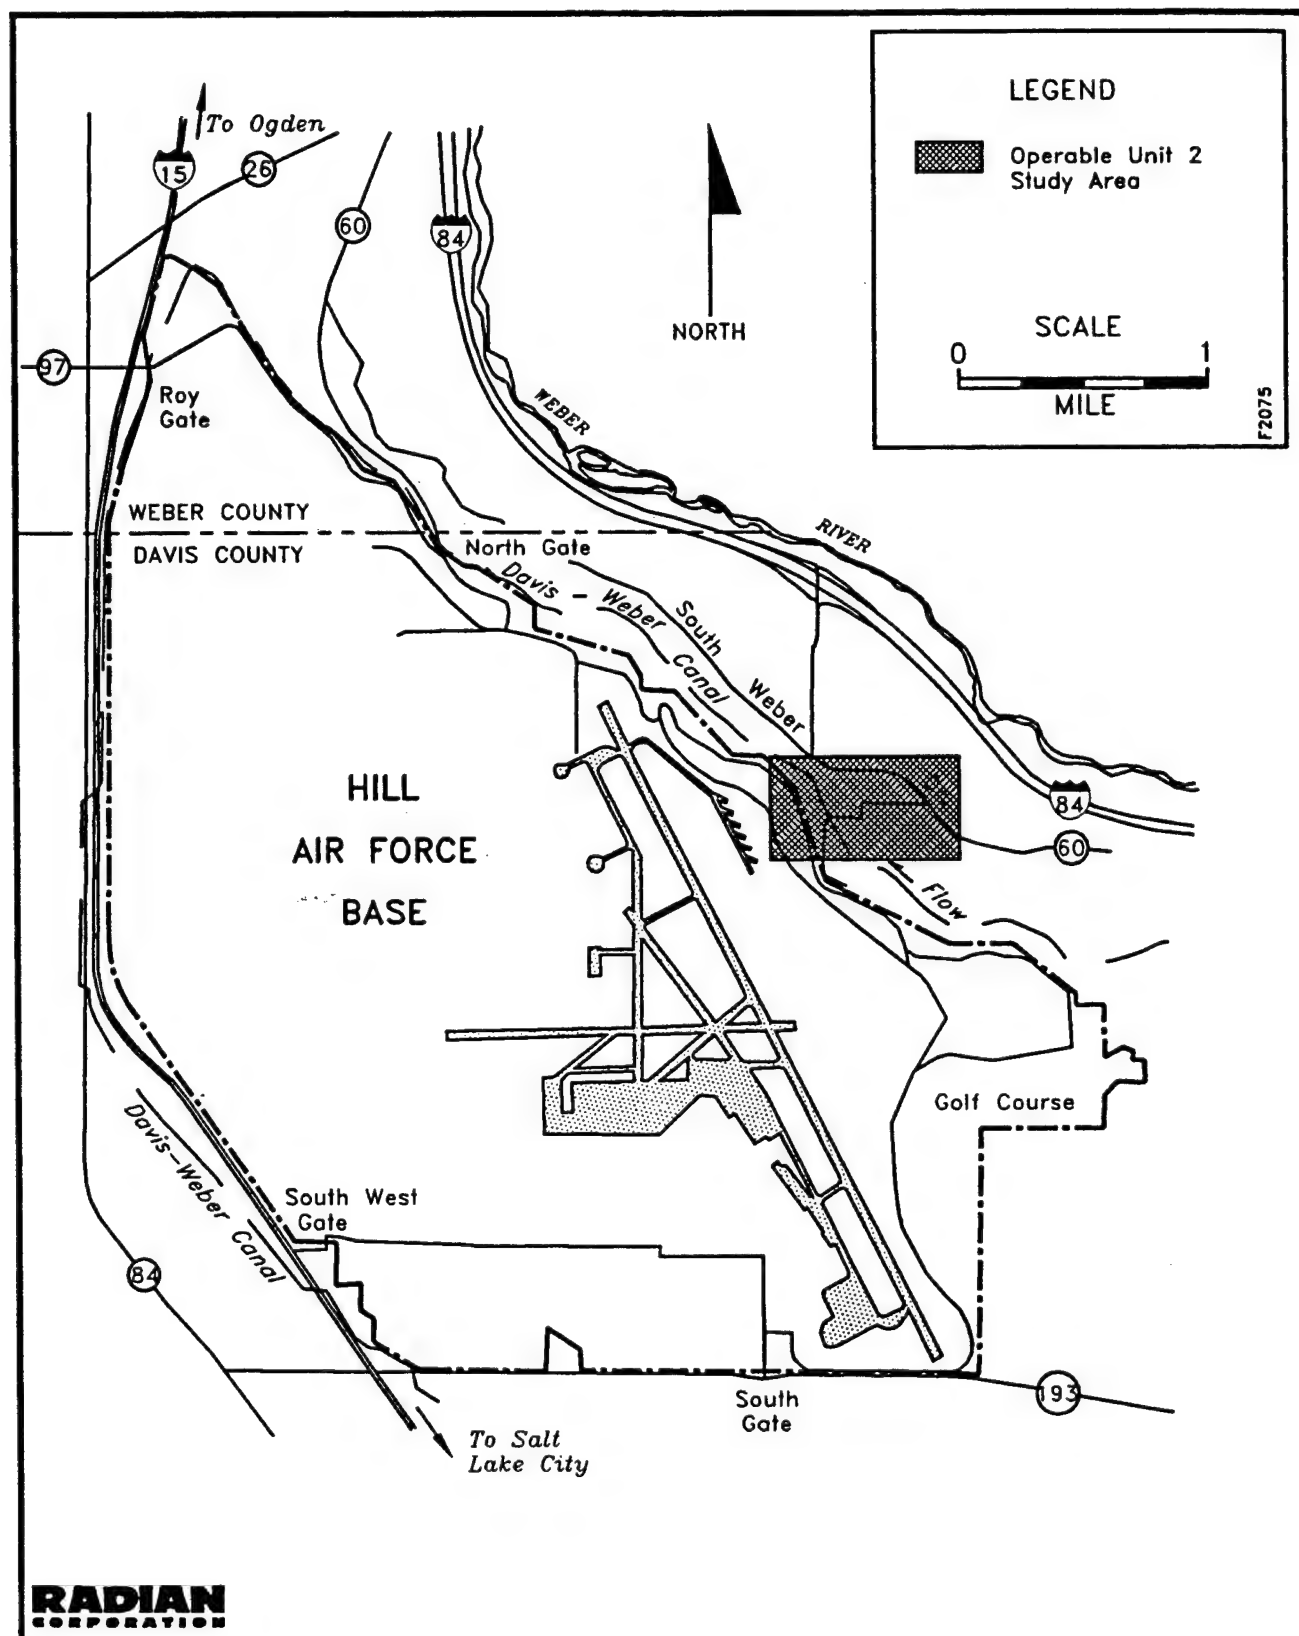 LEGEND
Operable Unit 2
Study Area
SCALE
0 1
MILE
F2075
To Ogden
15
26
60
84
NORTH
97
Roy
Gate
WEBER
RIVER
WEBER COUNTY
DAVIS COUNTY
North Gate
Davis - Weber Canal
South Weber
HILL
AIR FORCE
BASE
84
60
Flow
Golf Course
Davis-Weber Canal
South West
Gate
84
South
Gate
193
To Salt
Lake City
RADIAN
CORPORATION